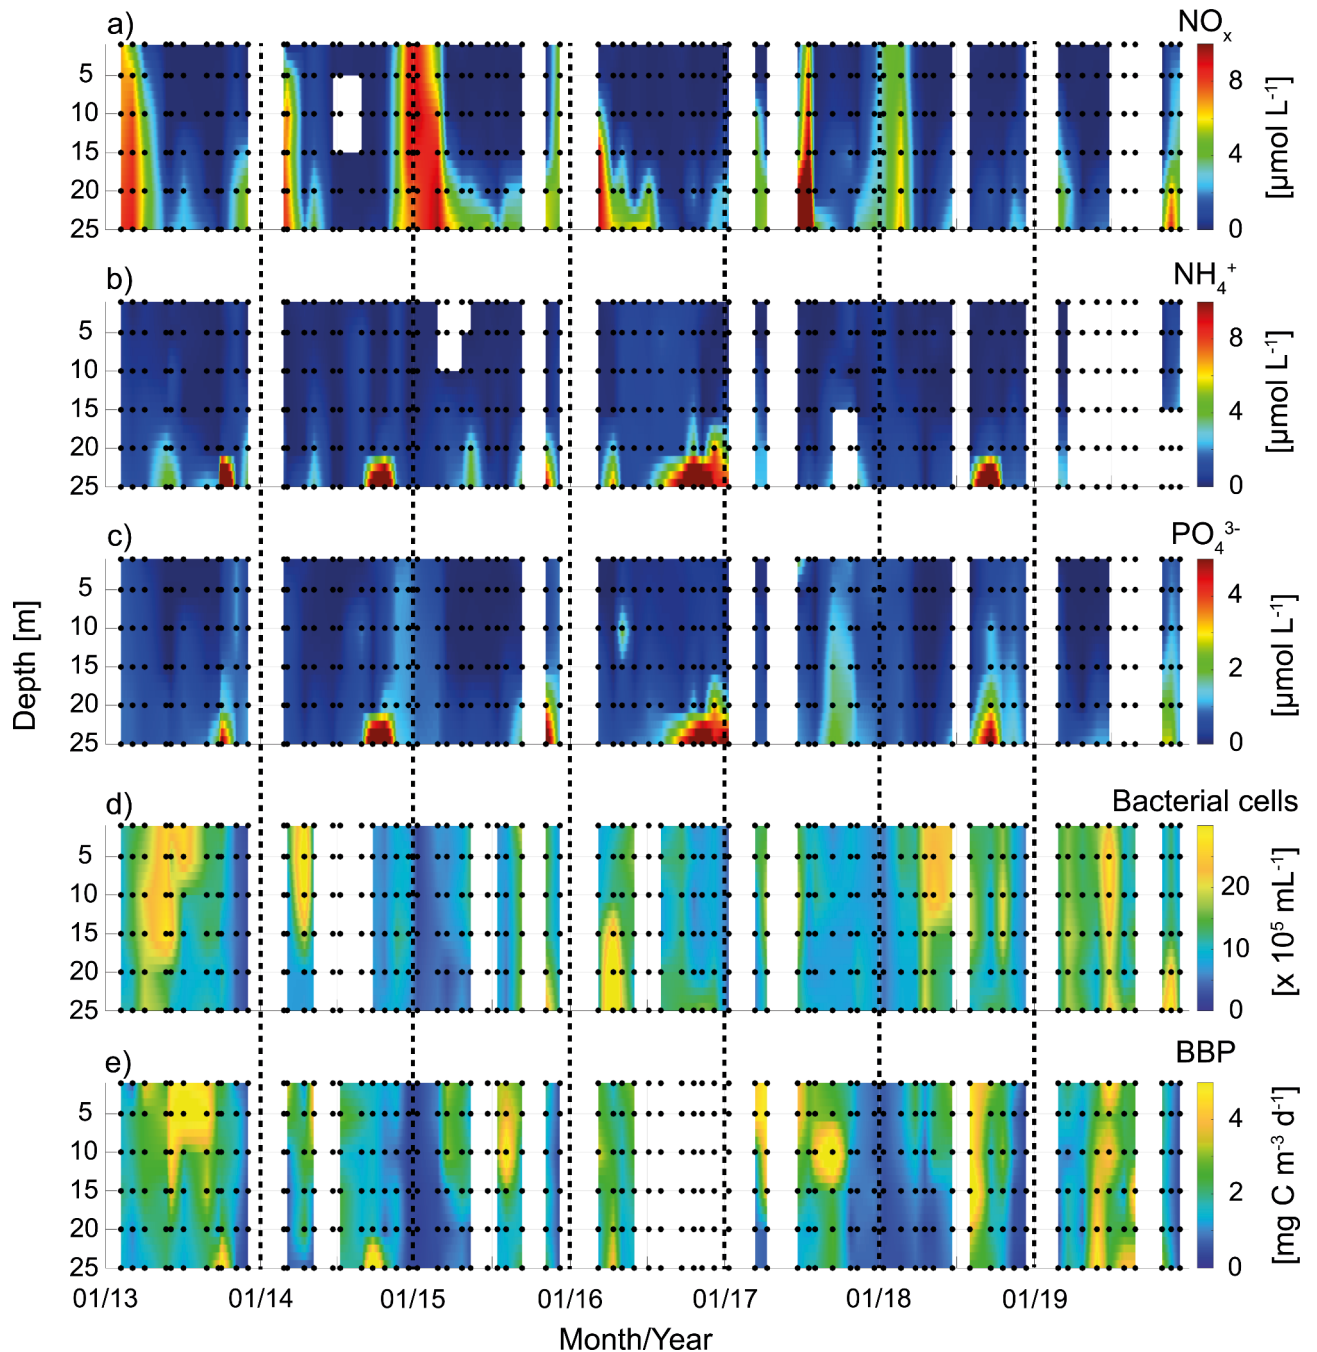 a)
NOx
5
10
15
20
25
8
4
0
[µmol L-1]
b)
NH4+
5
10
15
20
25
8
4
0
[µmol L-1]
c)
PO43-
5
10
15
20
25
4
2
0
[µmol L-1]
Depth [m]
d)
Bacterial cells
5
10
15
20
25
20
10
0
[x 105 mL-1]
e)
BBP
5
10
15
20
25
4
2
0
[mg C m-3 d-1]
01/13 01/14 01/15 01/16 01/17 01/18 01/19
Month/Year